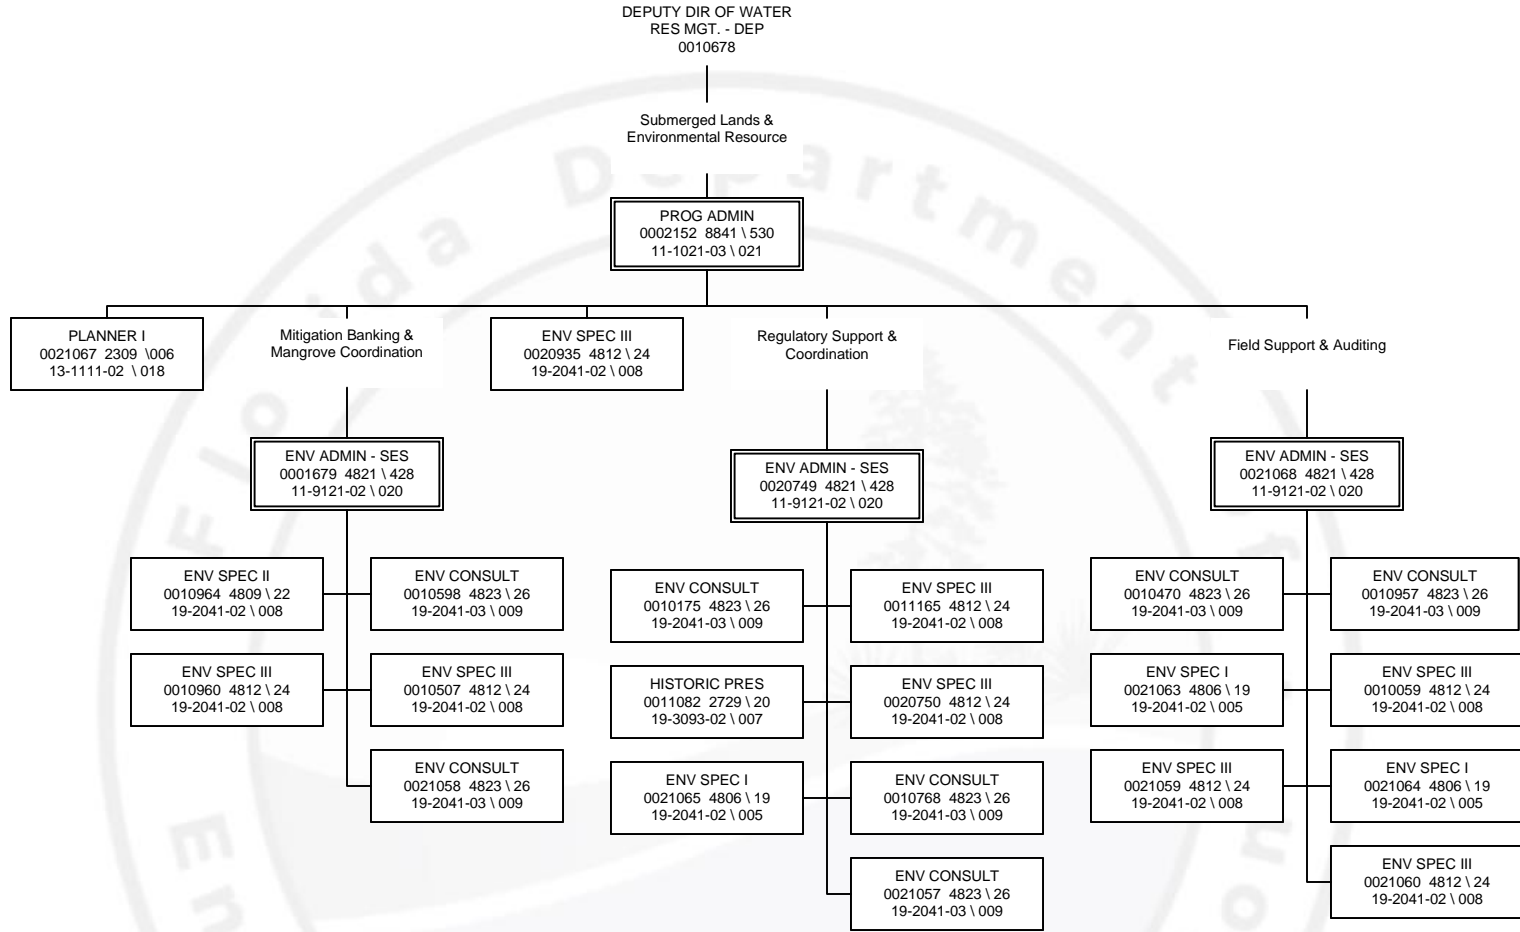 DEPUTY DIR OF WATER
RES MGT. - DEP
0010678
Submerged Lands &
Environmental Resource
PROG ADMIN
0002152 8841 \ 530
11-1021-03 \ 021
PLANNER I
0021067 2309 \006
13-1111-02 \ 018
Mitigation Banking &
Mangrove Coordination
ENV SPEC III
0020935 4812 \ 24
19-2041-02 \ 008
Regulatory Support &
Coordination
Field Support & Auditing
ENV ADMIN - SES
0001679 4821 \ 428
11-9121-02 \ 020
ENV SPEC II
0010964 4809 \ 22
19-2041-02 \ 008
ENV CONSULT
0010598 4823 \ 26
19-2041-03 \ 009
ENV SPEC III
0010960 4812 \ 24
19-2041-02 \ 008
ENV SPEC III
0010507 4812 \ 24
19-2041-02 \ 008
ENV CONSULT
0021058 4823 \ 26
19-2041-03 \ 009
ENV ADMIN - SES
0020749 4821 \ 428
11-9121-02 \ 020
ENV CONSULT
0010175 4823 \ 26
19-2041-03 \ 009
ENV SPEC III
0011165 4812 \ 24
19-2041-02 \ 008
HISTORIC PRES
0011082 2729 \ 20
19-3093-02 \ 007
ENV SPEC III
0020750 4812 \ 24
19-2041-02 \ 008
ENV SPEC I
0021065 4806 \ 19
19-2041-02 \ 005
ENV CONSULT
0010768 4823 \ 26
19-2041-03 \ 009
ENV CONSULT
0021057 4823 \ 26
19-2041-03 \ 009
ENV ADMIN - SES
0021068 4821 \ 428
11-9121-02 \ 020
ENV CONSULT
0010470 4823 \ 26
19-2041-03 \ 009
ENV CONSULT
0010957 4823 \ 26
19-2041-03 \ 009
ENV SPEC I
0021063 4806 \ 19
19-2041-02 \ 005
ENV SPEC III
0010059 4812 \ 24
19-2041-02 \ 008
ENV SPEC III
0021059 4812 \ 24
19-2041-02 \ 008
ENV SPEC I
0021064 4806 \ 19
19-2041-02 \ 005
ENV SPEC III
0021060 4812 \ 24
19-2041-02 \ 008
Florida Department of